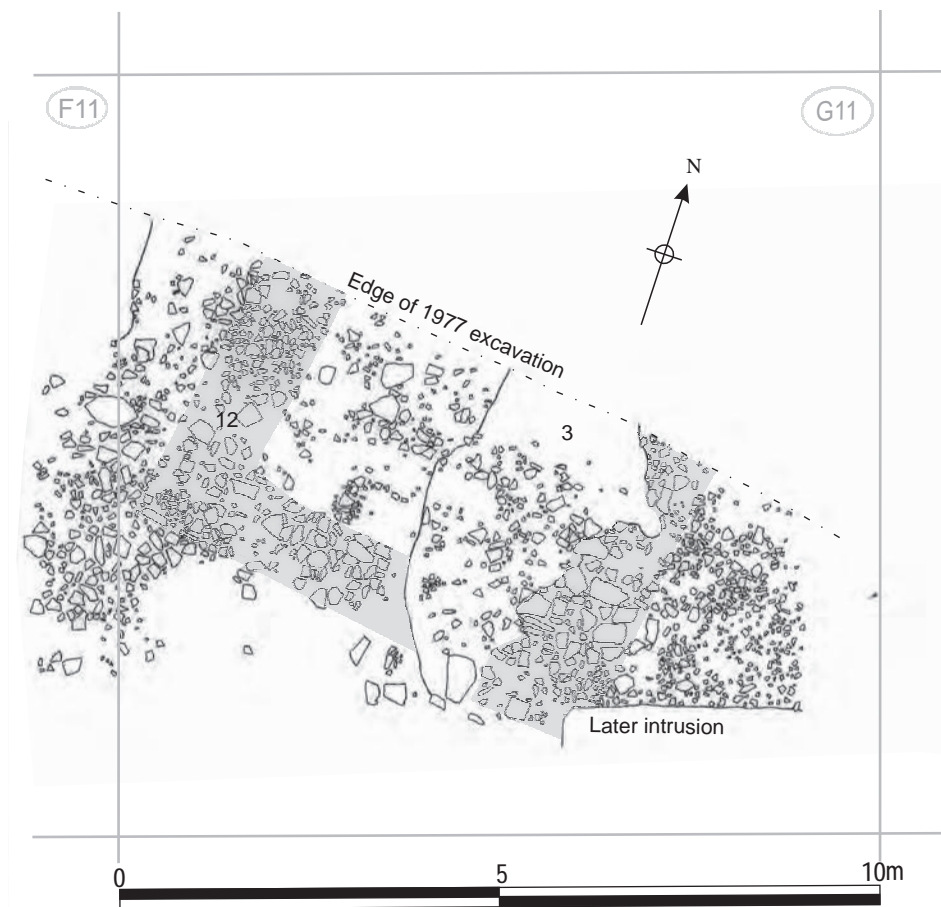 F11
G11
N
Edge of 1977 excavation
3
12
Later intrusion
0
5
10m